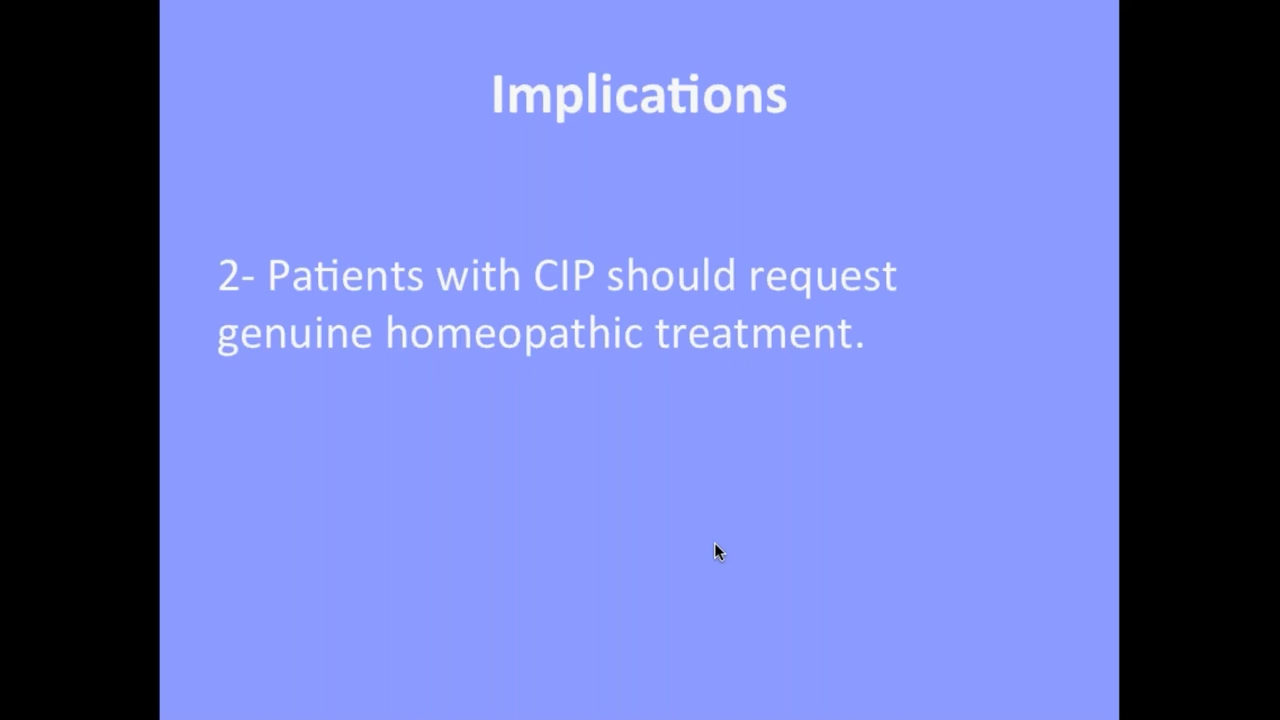 Implications
2- Patients with CIP should request
genuine homeopathic treatment.